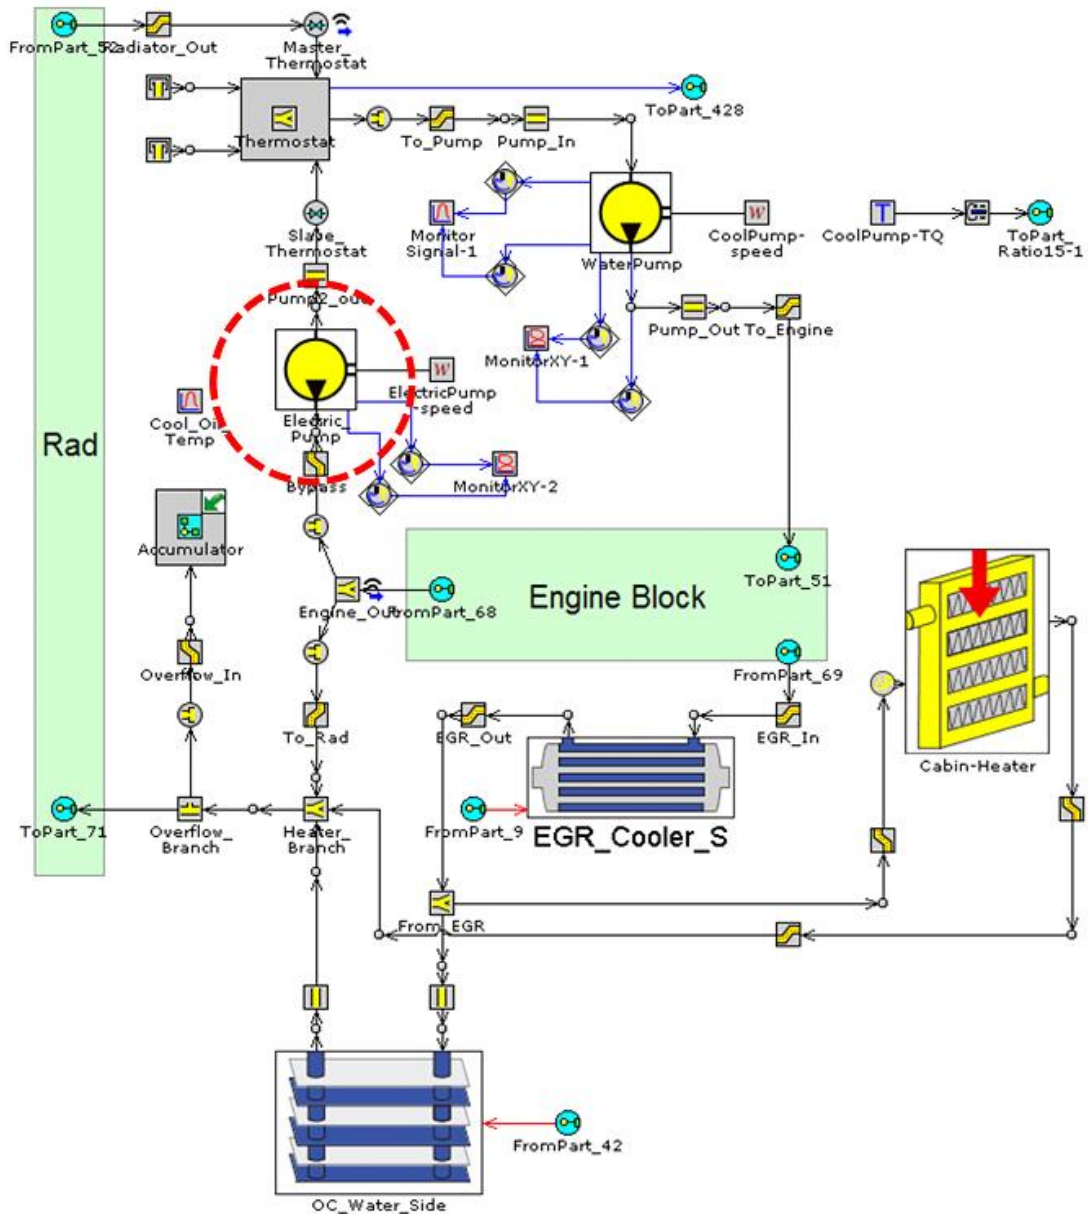 FromPart_52
Radiator_Out
Master_
Thermostat
ToPart_428
Thermostat
To_Pump
Pump_In
Slave_
Thermostat
Monitor
Signal-1
WaterPump
W
CoolPump-
speed
T
CoolPump-TQ
ToPart_
Ratio15-1
Pump2_out
Pump_Out
To_Engine
MonitorXY-1
W
ElectricPump
-speed
Cool_Oil_
Temp
Electric_
Pump
Rad
Bypass
MonitorXY-2
Accumulator
ToPart_51
Engine Block
Engine_Out
FromPart_68
Overflow_In
FromPart_69
To_Rad
EGR_Out
EGR_In
Cabin-Heater
ToPart_71
Overflow_
Branch
Heater_
Branch
FromPart_9
EGR_Cooler_S
From_EGR
FromPart_42
OC_Water_Side